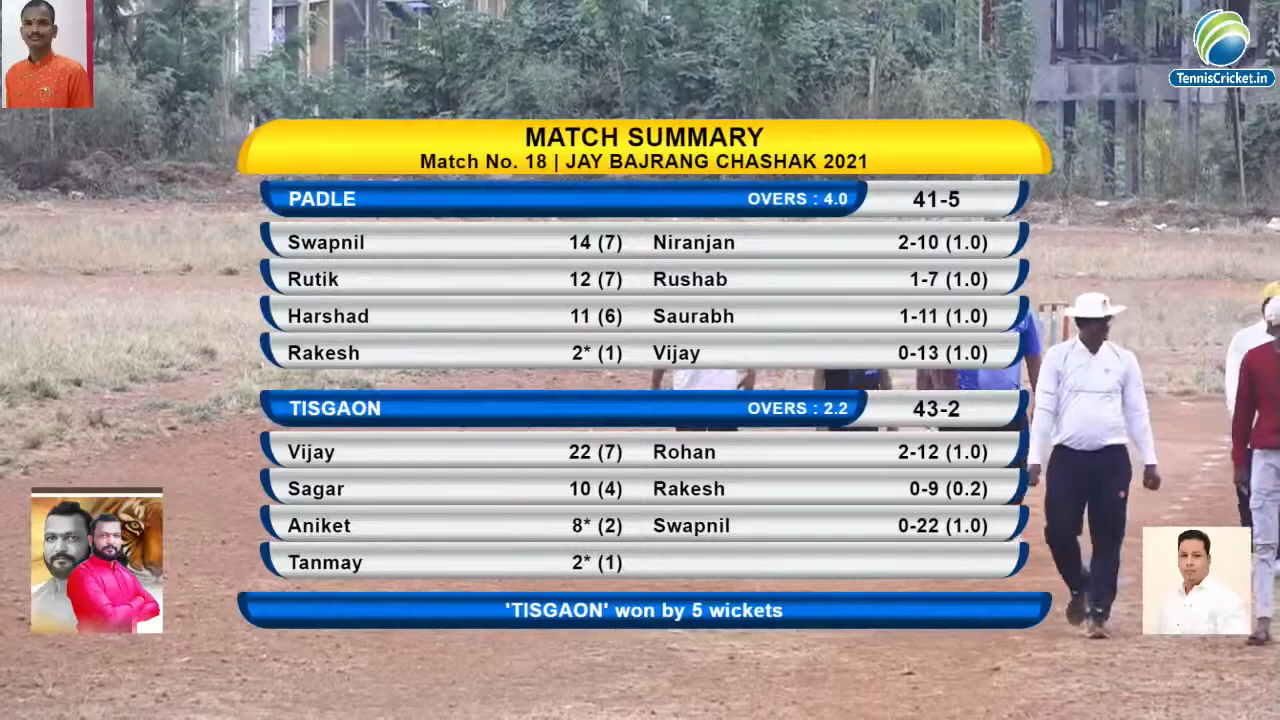 TennisCricket.in
MATCH SUMMARY
Match No. 18 | JAY BAJRANG CHASHAK 2021
PADLE OVERS : 4.0 41-5
Swapnil 14 (7) Niranjan 2-10 (1.0)
Rutik 12 (7) Rushab 1-7 (1.0)
Harshad 11 (6) Saurabh 1-11 (1.0)
Rakesh 2* (1) Vijay 0-13 (1.0)
TISGAON OVERS : 2.2 43-2
Vijay 22 (7) Rohan 2-12 (1.0)
Sagar 10 (4) Rakesh 0-9 (0.2)
Aniket 8* (2) Swapnil 0-22 (1.0)
Tanmay 2* (1)
'TISGAON' won by 5 wickets